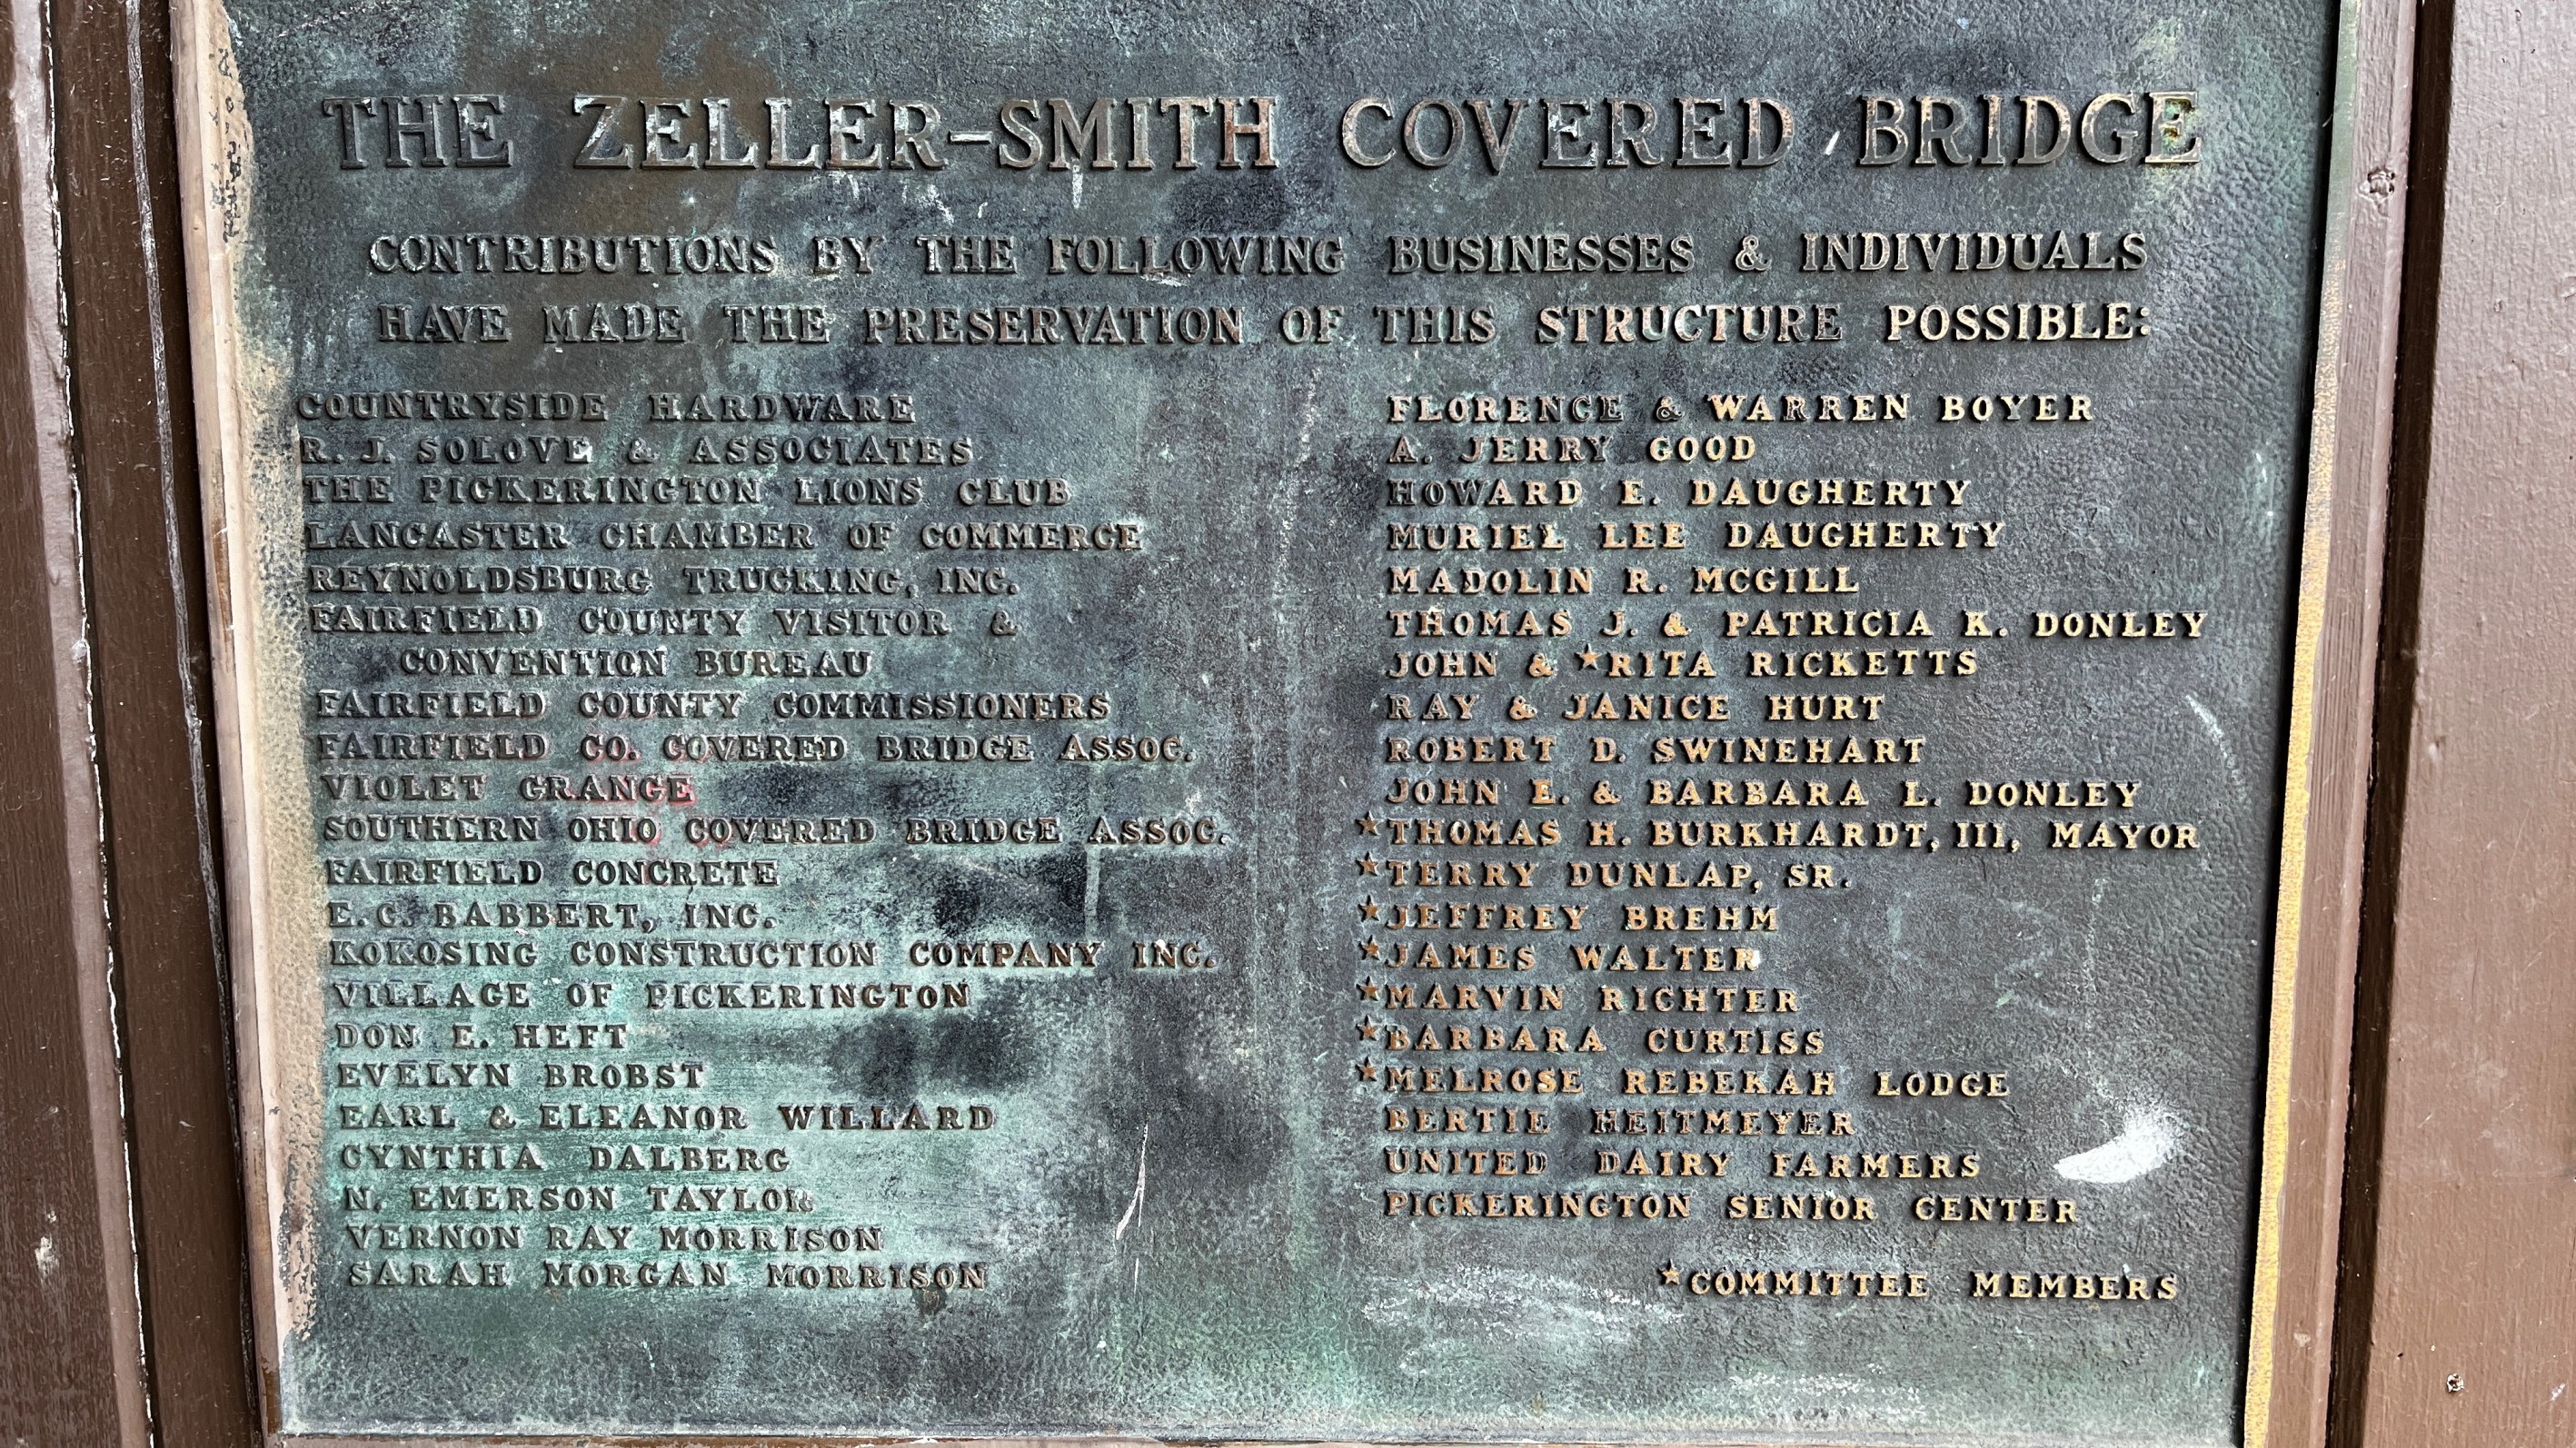 THE ZELLER-SMITH COVERED BRIDGE
CONTRIBUTIONS BY THE FOLLOWING BUSINESSES & INDIVIDUALS
HAVE MADE THE PRESERVATION OF THIS STRUCTURE POSSIBLE:
COUNTRYSIDE HARDWARE
R. J. SOLOVE & ASSOCIATES
THE PICKERINGTON LIONS CLUB
LANCASTER CHAMBER OF COMMERCE
REYNOLDSBURG TRUCKING, INC.
FAIRFIELD COUNTY VISITOR &
CONVENTION BUREAU
FAIRFIELD COUNTY COMMISSIONERS
FAIRFIELD CO. COVERED BRIDGE ASSOC.
VIOLET GRANGE
SOUTHERN OHIO COVERED BRIDGE ASSOC.
FAIRFIELD CONCRETE
E.C. BABBERT, INC.
KOKOSING CONSTRUCTION COMPANY INC.
VILLAGE OF PICKERINGTON
DON E. HEFT
EVELYN BROBST
EARL & ELEANOR WILLARD
CYNTHIA DALBERG
N. EMERSON TAYLOR
VERNON RAY MORRISON
SARAH MORGAN MORRISON
FLORENCE & WARREN BOYER
A. JERRY GOOD
HOWARD E. DAUGHERTY
MURIEL LEE DAUGHERTY
MADOLIN R. MCGILL
THOMAS J. & PATRICIA K. DONLEY
JOHN & ★RITA RICKETTS
RAY & JANICE HURT
ROBERT D. SWINEHART
JOHN E. & BARBARA L. DONLEY
★THOMAS H. BURKHARDT, III, MAYOR
★TERRY DUNLAP, SR.
★JEFFREY BREHM
★JAMES WALTER
★MARVIN RICHTER
★BARBARA CURTISS
★MELROSE REBEKAH LODGE
BERTIE HEITMEYER
UNITED DAIRY FARMERS
PICKERINGTON SENIOR CENTER
★COMMITTEE MEMBERS